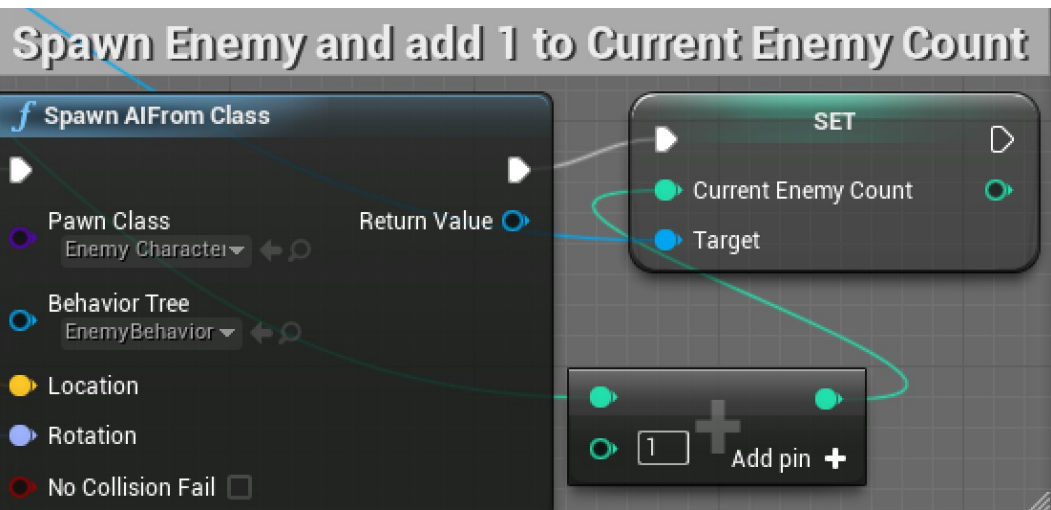 Spawn Enemy and add 1 to Current Enemy Count
f Spawn AIFrom Class
Pawn Class
Enemy Character
Return Value
Behavior Tree
EnemyBehavior
Location
Rotation
No Collision Fail
SET
Current Enemy Count
Target
1
Add pin +